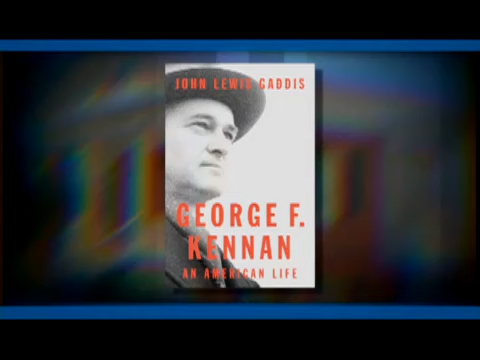 JOHN LEWIS GADDIS
GEORGE F.
KENNAN
AN AMERICAN LIFE